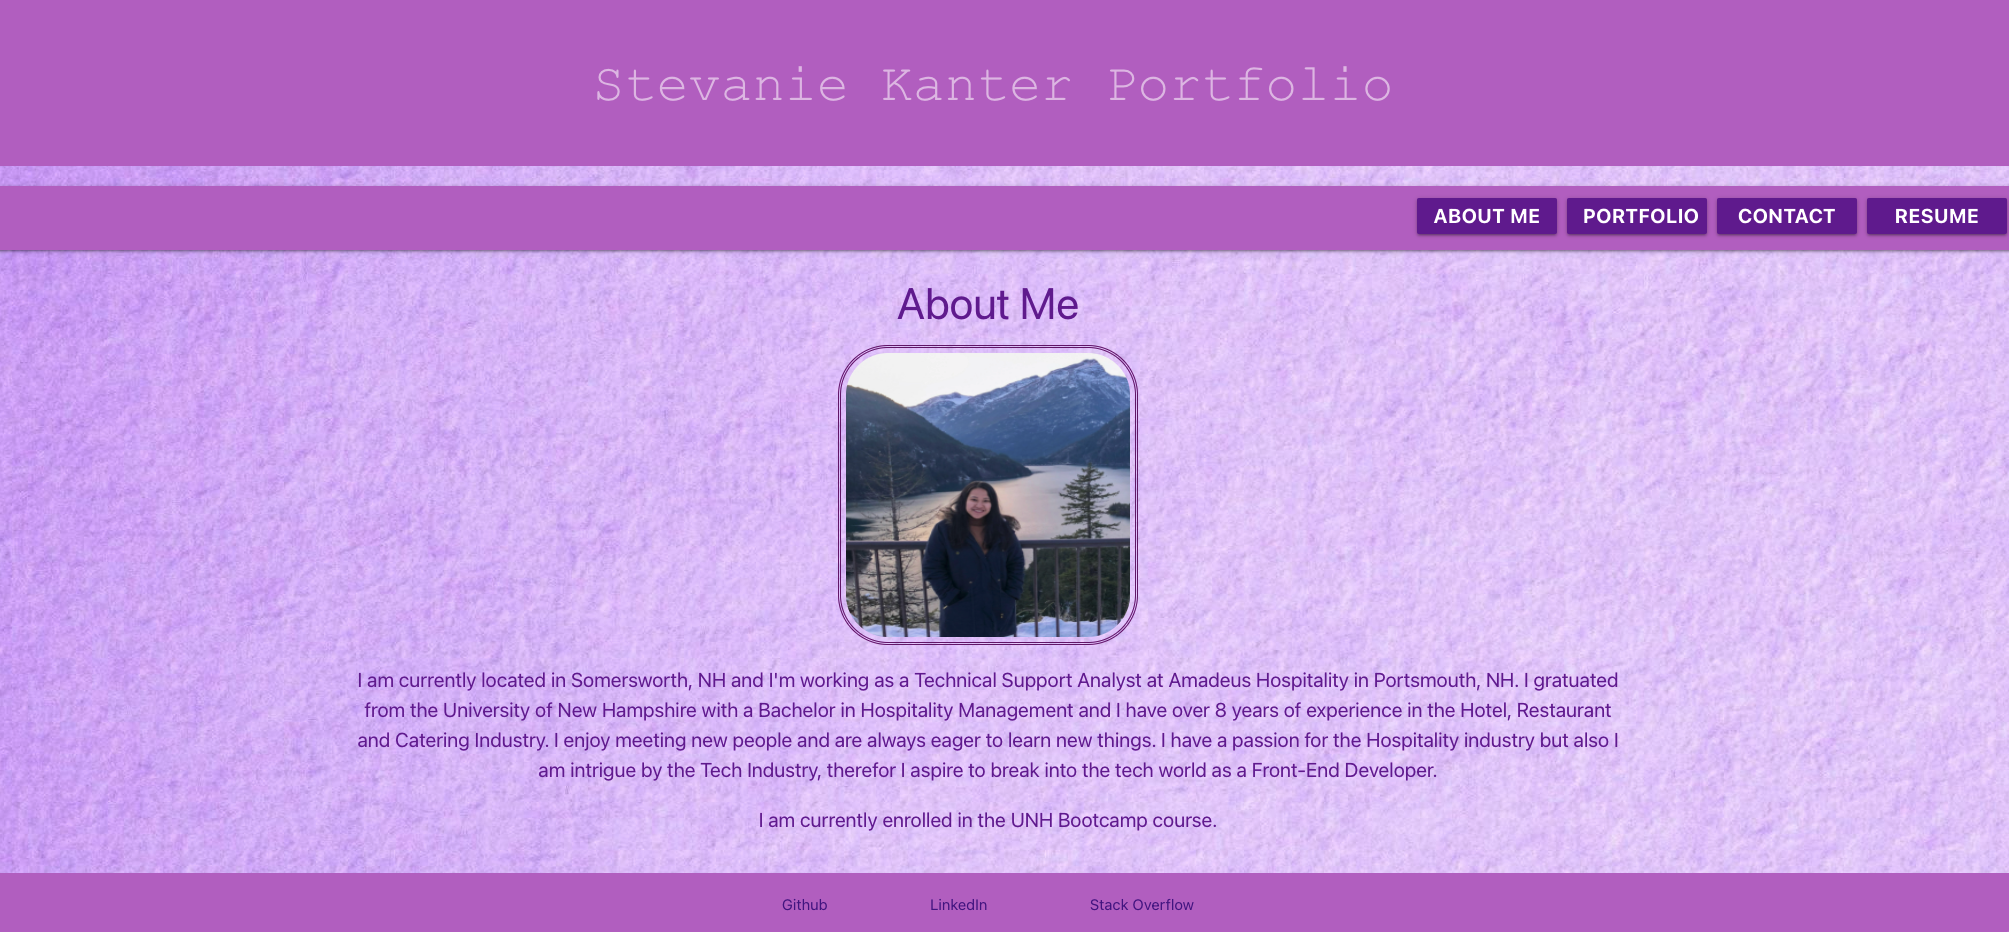 Stevanie Kanter Portfolio
ABOUT ME PORTFOLIO CONTACT RESUME
About Me
I am currently located in Somersworth, NH and I'm working as a Technical Support Analyst at Amadeus Hospitality in Portsmouth, NH. I gratuated
from the University of New Hampshire with a Bachelor in Hospitality Management and I have over 8 years of experience in the Hotel, Restaurant
and Catering Industry. I enjoy meeting new people and are always eager to learn new things. I have a passion for the Hospitality industry but also I
am intrigue by the Tech Industry, therefor I aspire to break into the tech world as a Front-End Developer.
I am currently enrolled in the UNH Bootcamp course.
Github LinkedIn Stack Overflow